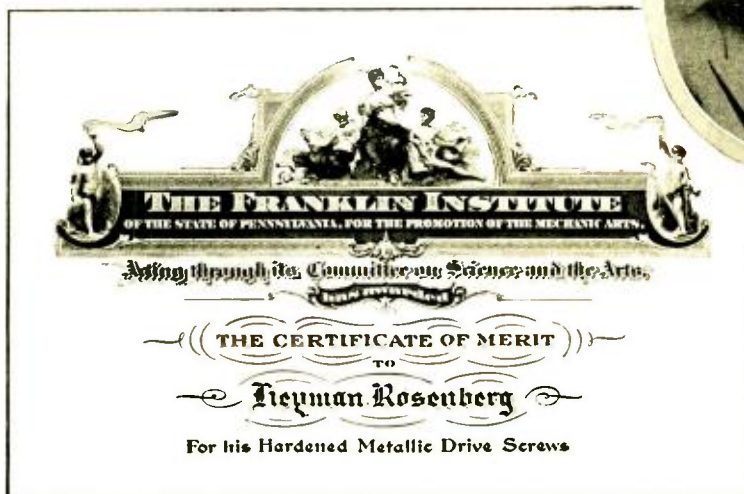 THE FRANKLIN INSTITUTE
OF THE STATE OF PENNSYLVANIA, FOR THE PROMOTION OF THE MECHANIC ARTS,
Acting through its Committee on Science and the Arts,
THE CERTIFICATE OF MERIT
TO
Heyman Rosenberg
For his Hardened Metallic Drive Screws